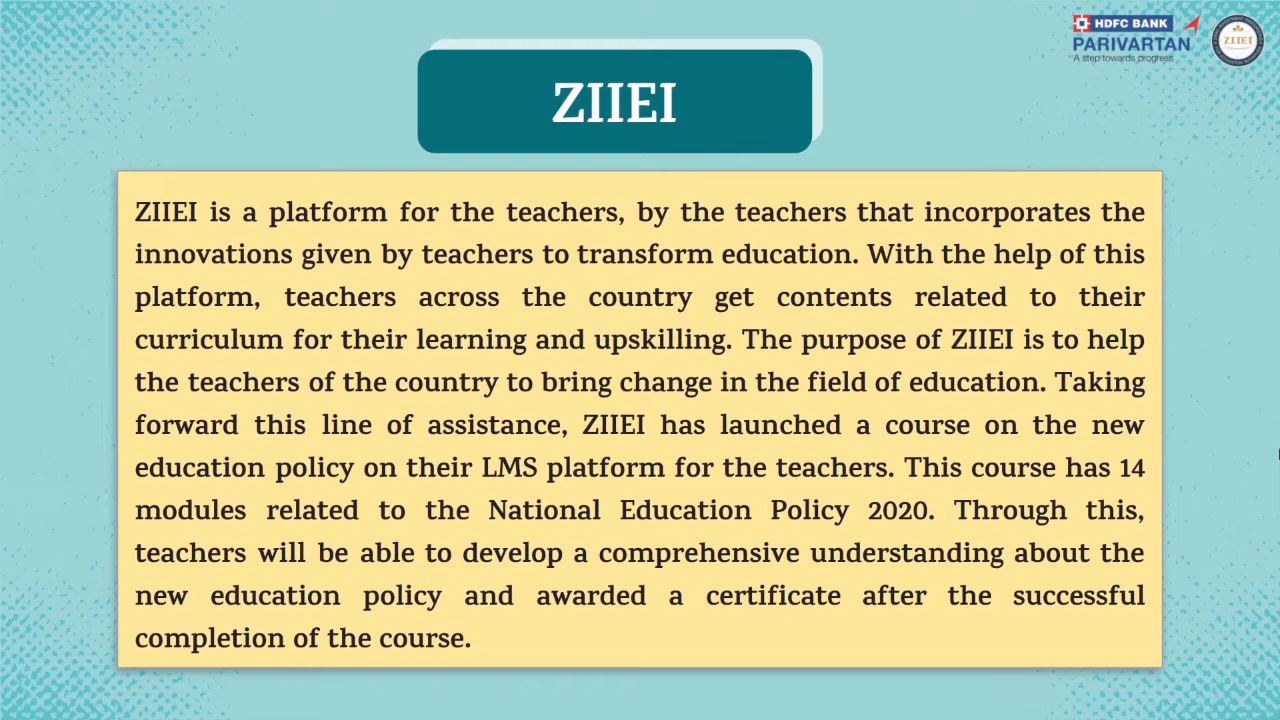 HDFC BANK
PARIVARTAN
A step towards progress
ZIIEI
ZIIEI
ZIIEI is a platform for the teachers, by the teachers that incorporates the
innovations given by teachers to transform education. With the help of this
platform, teachers across the country get contents related to their
curriculum for their learning and upskilling. The purpose of ZIIEI is to help
the teachers of the country to bring change in the field of education. Taking
forward this line of assistance, ZIIEI has launched a course on the new
education policy on their LMS platform for the teachers. This course has 14
modules related to the National Education Policy 2020. Through this,
teachers will be able to develop a comprehensive understanding about the
new education policy and awarded a certificate after the successful
completion of the course.